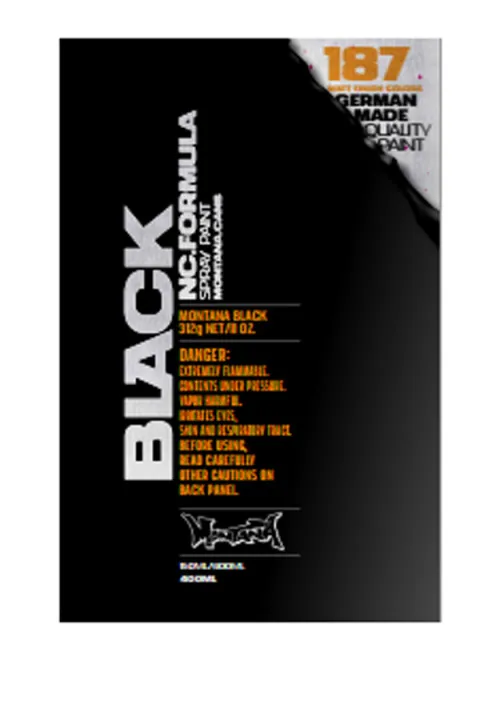 187
MATT FINISH COLORS
GERMAN
MADE
QUALITY
PAINT
BLACK
NC.FORMULA
SPRAY PAINT
MONTANA-CANS
MONTANA BLACK
312g NET/11 OZ.
DANGER:
EXTREMELY FLAMMABLE.
CONTENTS UNDER PRESSURE.
VAPOR HARMFUL.
IRRITATES EYES,
SKIN AND RESPIRATORY TRACT.
BEFORE USING,
READ CAREFULLY
OTHER CAUTIONS ON
BACK PANEL.
MONTANA
400ML